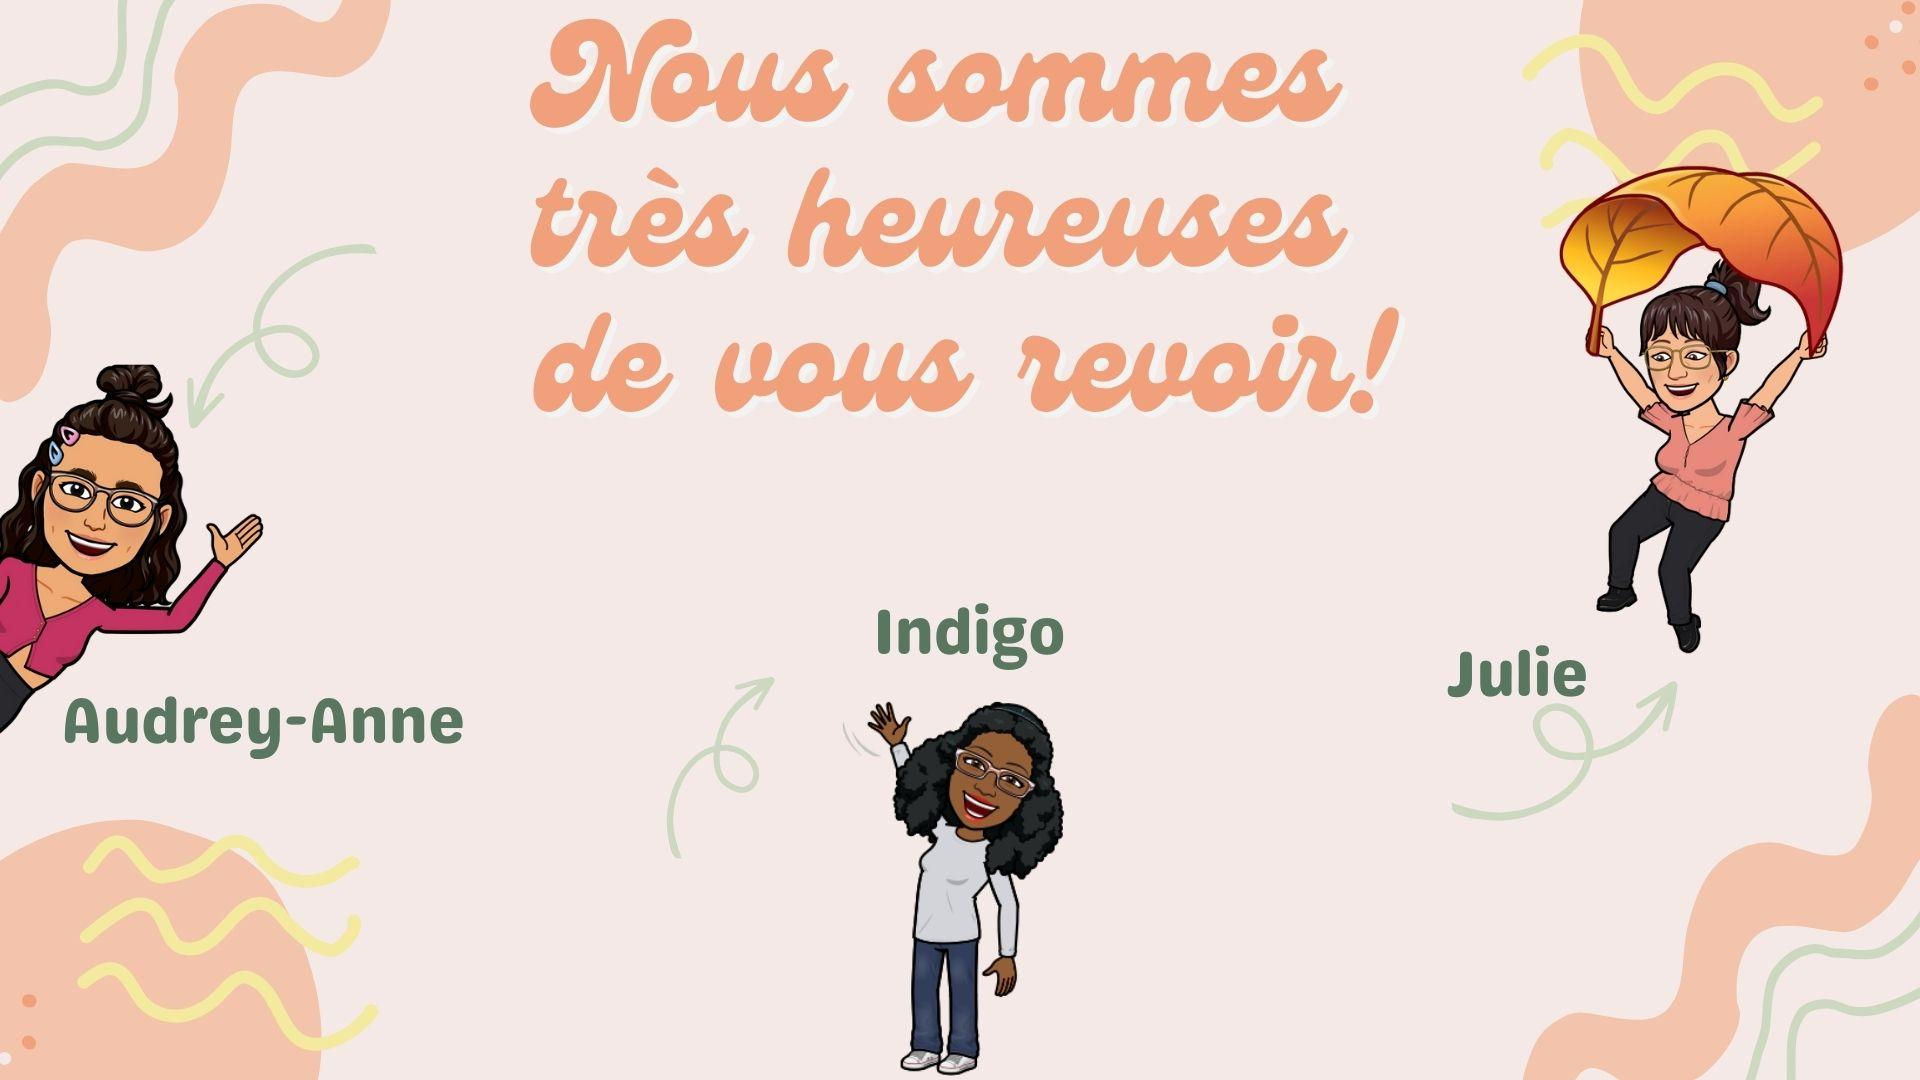 Nous sommes
très heureuses
de vous revoir!
Indigo
Julie
Audrey-Anne